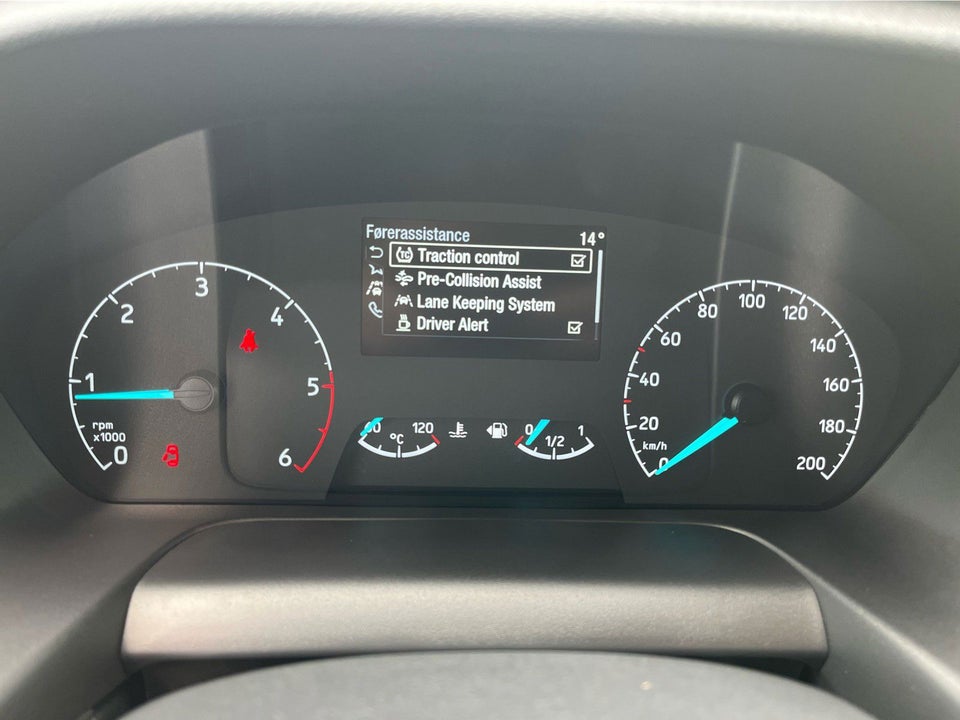 Førerassistance 14°
TC Traction control
Pre-Collision Assist
Lane Keeping System
Driver Alert
0 1 2 3 4 5 6
rpm
x1000
60 120
°C
0 1/2 1
0 20 40 60 80 100 120 140 160 180 200
km/h